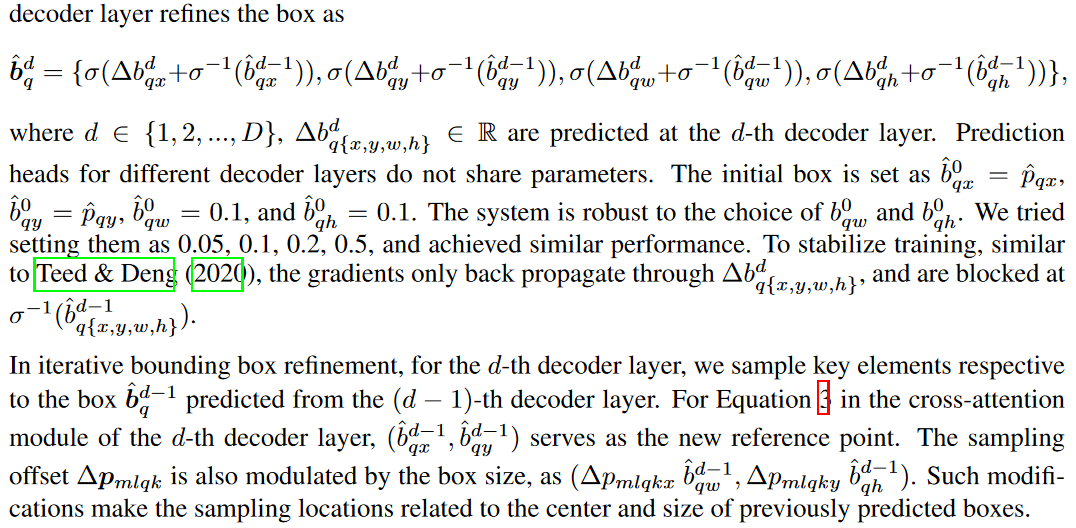 decoder layer refines the box as
$\hat{\boldsymbol{b}}_q^d = \{\sigma(\Delta b_{qx}^d + \sigma^{-1}(\hat{b}_{qx}^{d-1})), \sigma(\Delta b_{qy}^d + \sigma^{-1}(\hat{b}_{qy}^{d-1})), \sigma(\Delta b_{qw}^d + \sigma^{-1}(\hat{b}_{qw}^{d-1})), \sigma(\Delta b_{qh}^d + \sigma^{-1}(\hat{b}_{qh}^{d-1}))\},$
where $d \in \{1, 2, ..., D\}$, $\Delta b_{q\{x,y,w,h\}}^d \in \mathbb{R}$ are predicted at the $d$-th decoder layer. Prediction
heads for different decoder layers do not share parameters. The initial box is set as $\hat{b}_{qx}^0 = \hat{p}_{qx}$,
$\hat{b}_{qy}^0 = \hat{p}_{qy}$, $\hat{b}_{qw}^0 = 0.1$, and $\hat{b}_{qh}^0 = 0.1$. The system is robust to the choice of $b_{qw}^0$ and $b_{qh}^0$. We tried
setting them as 0.05, 0.1, 0.2, 0.5, and achieved similar performance. To stabilize training, similar
to Teed & Deng (2020), the gradients only back propagate through $\Delta b_{q\{x,y,w,h\}}^d$, and are blocked at
$\sigma^{-1}(\hat{b}_{q\{x,y,w,h\}}^{d-1})$.
In iterative bounding box refinement, for the $d$-th decoder layer, we sample key elements respective
to the box $\hat{\boldsymbol{b}}_q^{d-1}$ predicted from the $(d-1)$-th decoder layer. For Equation 3 in the cross-attention
module of the $d$-th decoder layer, $(\hat{b}_{qx}^{d-1}, \hat{b}_{qy}^{d-1})$ serves as the new reference point. The sampling
offset $\Delta \boldsymbol{p}_{mlqk}$ is also modulated by the box size, as $(\Delta p_{mlqkx} \hat{b}_{qw}^{d-1}, \Delta p_{mlqky} \hat{b}_{qh}^{d-1})$. Such modifi-
cations make the sampling locations related to the center and size of previously predicted boxes.